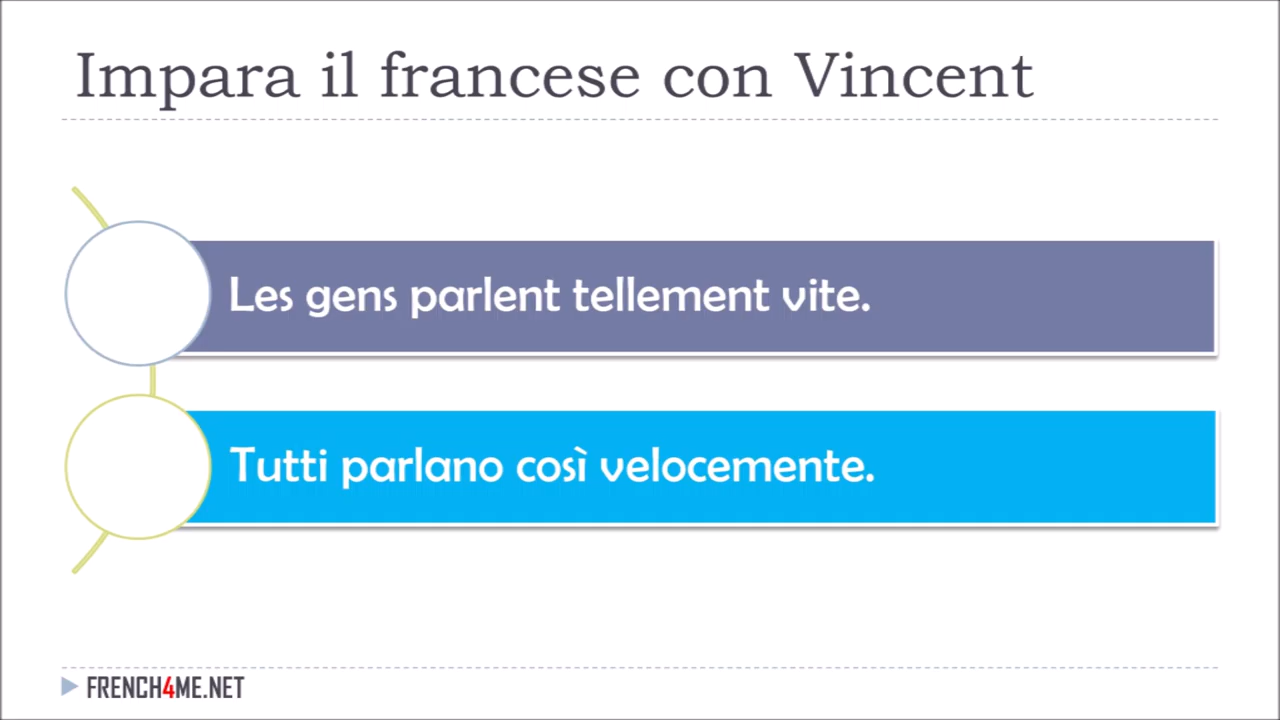 Impara il francese con Vincent
Les gens parlent tellement vite.
Tutti parlano così velocemente.
FRENCH4ME.NET